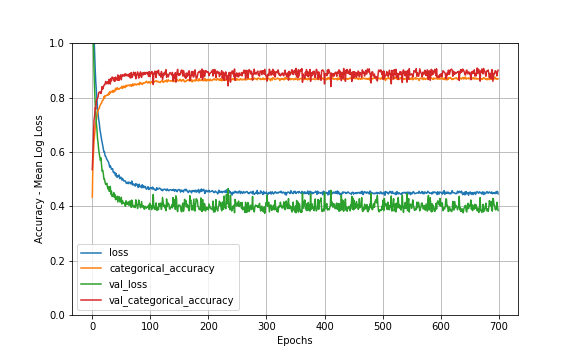 Accuracy - Mean Log Loss
1.0
0.8
0.6
0.4
0.2
0.0
loss
categorical_accuracy
val_loss
val_categorical_accuracy
0 100 200 300 400 500 600 700
Epochs